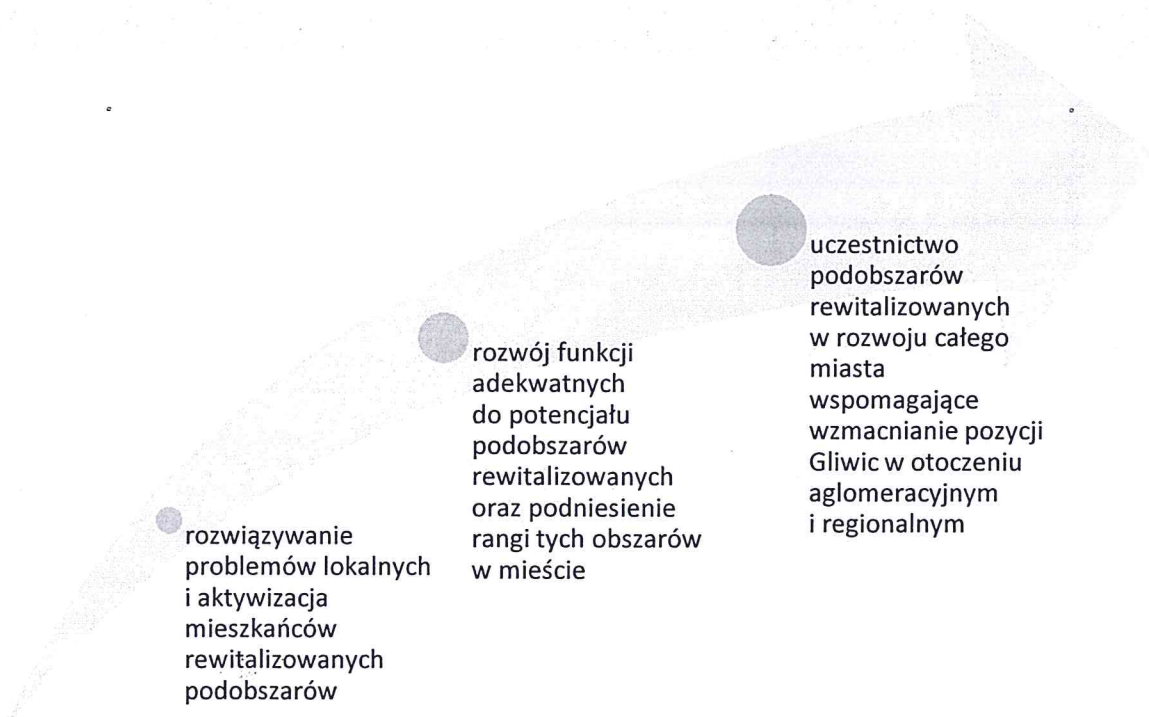 rozwiązywanie
problemów lokalnych
i aktywizacja
mieszkańców
rewitalizowanych
podobszarów
rozwój funkcji
adekwatnych
do potencjału
podobszarów
rewitalizowanych
oraz podniesienie
rangi tych obszarów
w mieście
uczestnictwo
podobszarów
rewitalizowanych
w rozwoju całego
miasta
wspomagające
wzmacnianie pozycji
Gliwic w otoczeniu
aglomeracyjnym
i regionalnym